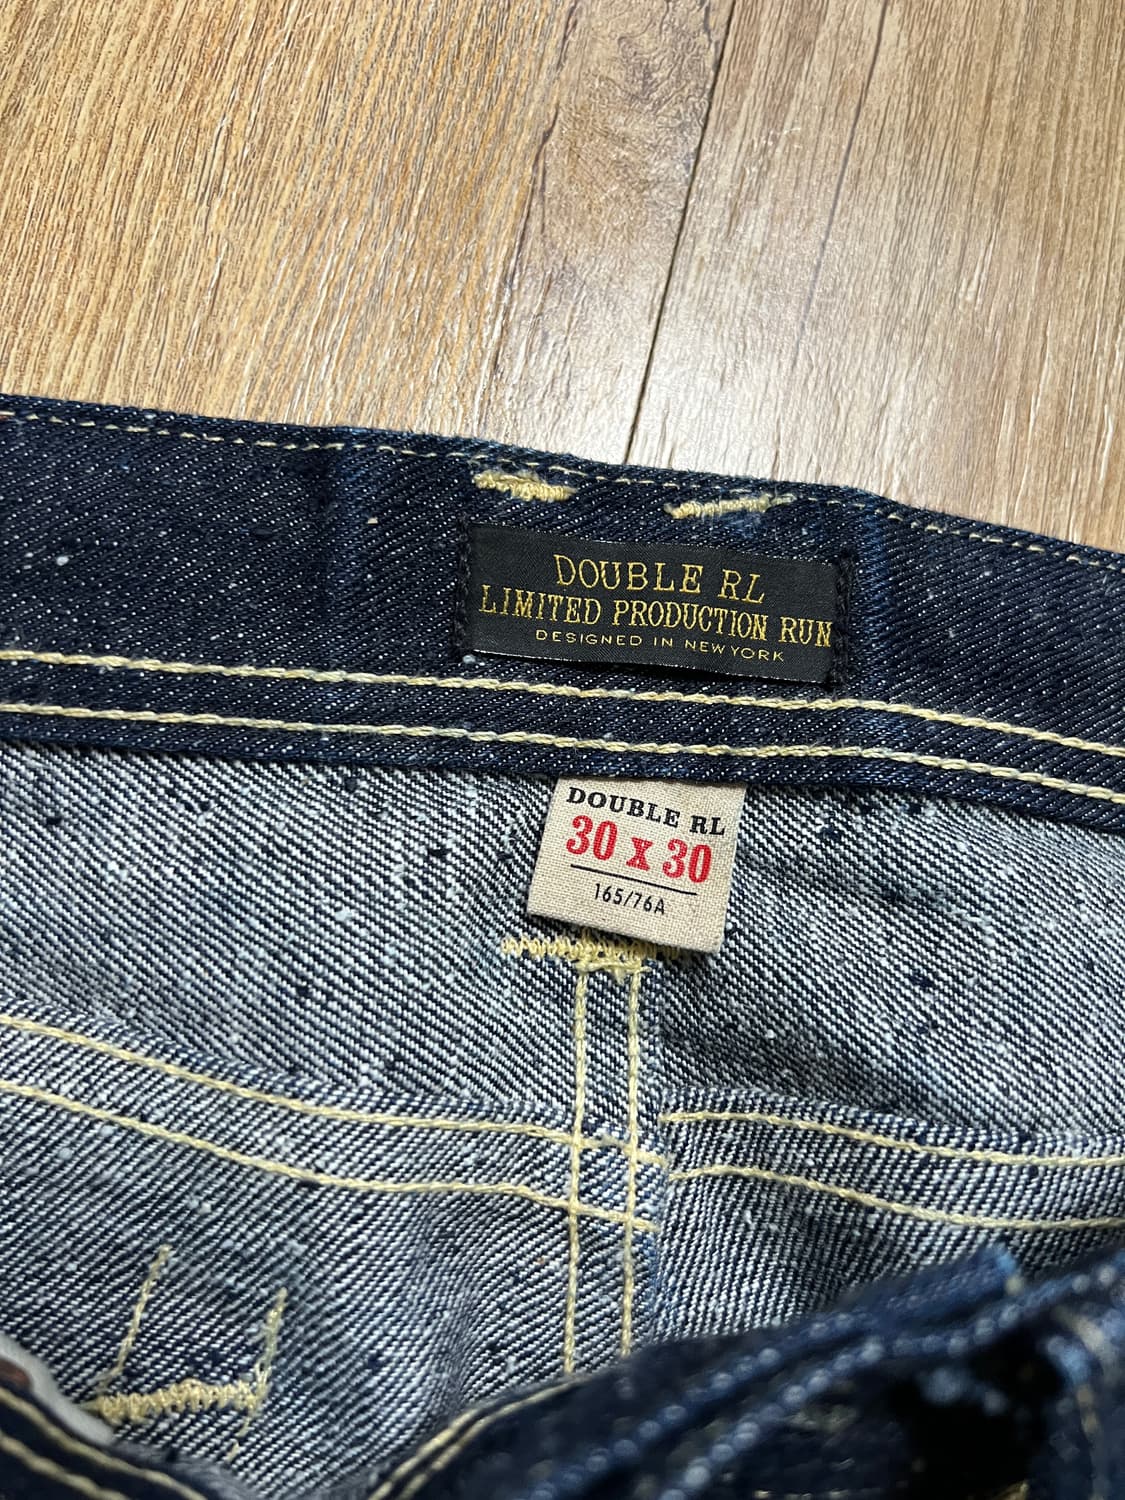 DOUBLE RL
LIMITED PRODUCTION RUN
DESIGNED IN NEW YORK
DOUBLE RL
30 x 30
165/76A